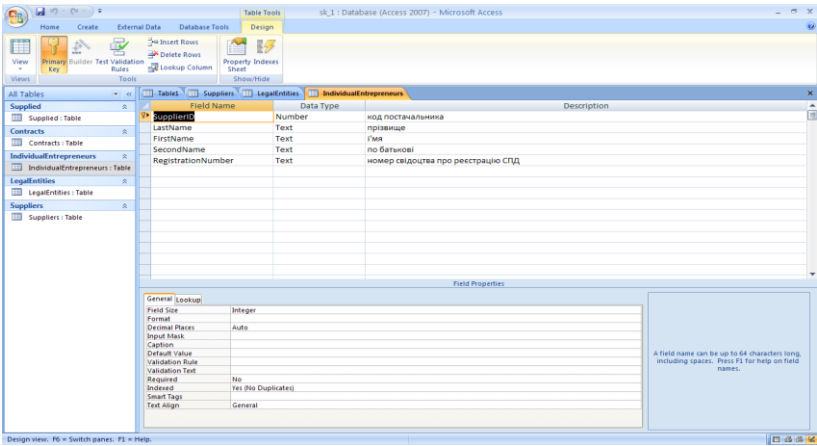 Table Tools
sk_1 : Database (Access 2007) - Microsoft Access
Home Create External Data Database Tools Design
View
Primary Key
Builder
Test Validation Rules
Insert Rows
Delete Rows
Lookup Column
Property Sheet
Indexes
Views Tools Show/Hide
All Tables
Table1 Suppliers LegalEntities IndividualEntrepreneurs
Supplied
Supplied : Table
Contracts
Contracts : Table
IndividualEntrepreneurs
IndividualEntrepreneurs : Table
LegalEntities
LegalEntities : Table
Suppliers
Suppliers : Table
Field Name Data Type Description
SupplierID Number код постачальника
LastName Text прізвище
FirstName Text і'мя
SecondName Text по батькові
RegistrationNumber Text номер свідоцтва про реєстрацію СПД
Field Properties
General Lookup
Field Size Integer
Format
Decimal Places Auto
Input Mask
Caption
Default Value
Validation Rule
Validation Text
Required No
Indexed Yes (No Duplicates)
Smart Tags
Text Align General
A field name can be up to 64 characters long,
including spaces. Press F1 for help on field
names.
Design view. F6 = Switch panes. F1 = Help.